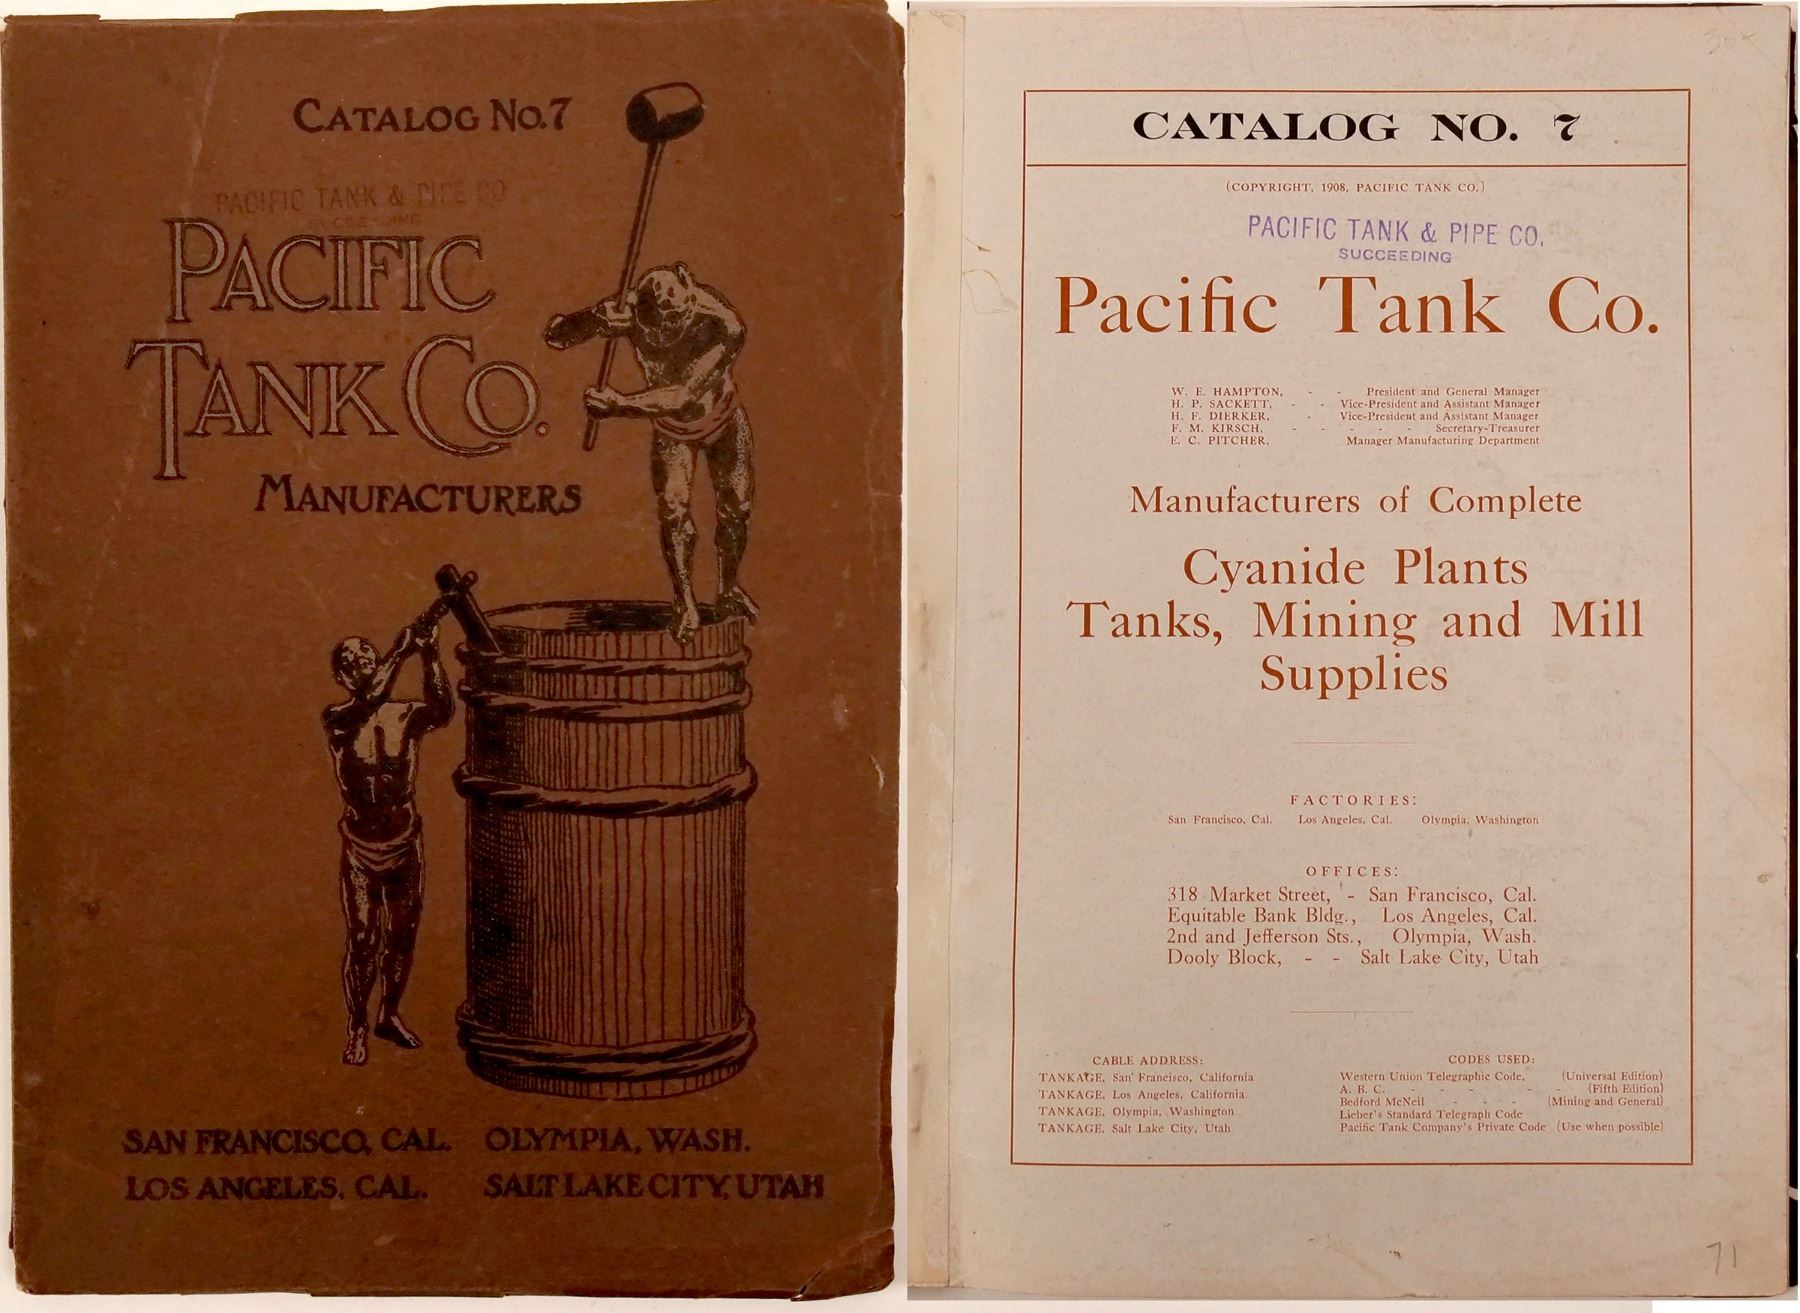 CATALOG NO. 7
PACIFIC TANK & PIPE CO
SUCCEEDING
PACIFIC
TANK CO.
MANUFACTURERS
SAN FRANCISCO, CAL. OLYMPIA, WASH.
LOS ANGELES, CAL. SALT LAKE CITY, UTAH
CATALOG NO. 7
(COPYRIGHT, 1908, PACIFIC TANK CO.)
PACIFIC TANK & PIPE CO.
SUCCEEDING
Pacific Tank Co.
W. E. HAMPTON, - - President and General Manager
H. P. SACKETT, - - Vice-President and Assistant Manager
H. F. DIERKER, - Vice-President and Assistant Manager
F. M. KIRSCH, - - - - - Secretary-Treasurer
E. C. PITCHER, Manager Manufacturing Department
Manufacturers of Complete
Cyanide Plants
Tanks, Mining and Mill
Supplies
FACTORIES:
San Francisco, Cal. Los Angeles, Cal. Olympia, Washington
OFFICES:
318 Market Street, - San Francisco, Cal.
Equitable Bank Bldg., Los Angeles, Cal.
2nd and Jefferson Sts., Olympia, Wash.
Dooly Block, - - Salt Lake City, Utah
CABLE ADDRESS:
TANKAGE, San Francisco, California
TANKAGE, Los Angeles, California
TANKAGE, Olympia, Washington
TANKAGE, Salt Lake City, Utah
CODES USED:
Western Union Telegraphic Code, (Universal Edition)
A. B. C. - - - - - (Fifth Edition)
Bedford McNeil - - - (Mining and General)
Lieber's Standard Telegraph Code
Pacific Tank Company's Private Code (Use when possible)
71